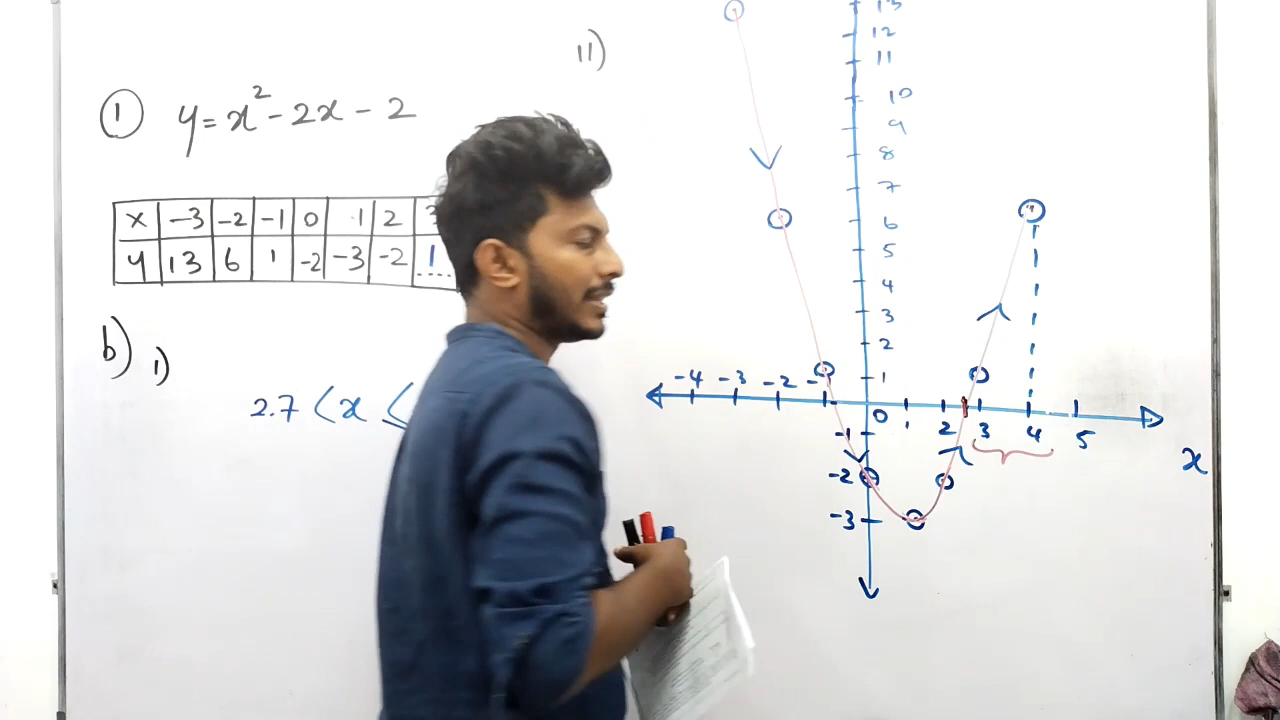 ① y = x² - 2x - 2
x -3 -2 -1 0 1 2
y 13 6 1 -2 -3 -2 1
b) i)
2.7 < x ≤
ii)
13
12
11
10
9
8
7
6
5
4
3
2
1
-4 -3 -2 -1
0 1 2 3 4 5
-1
-2
-3
x